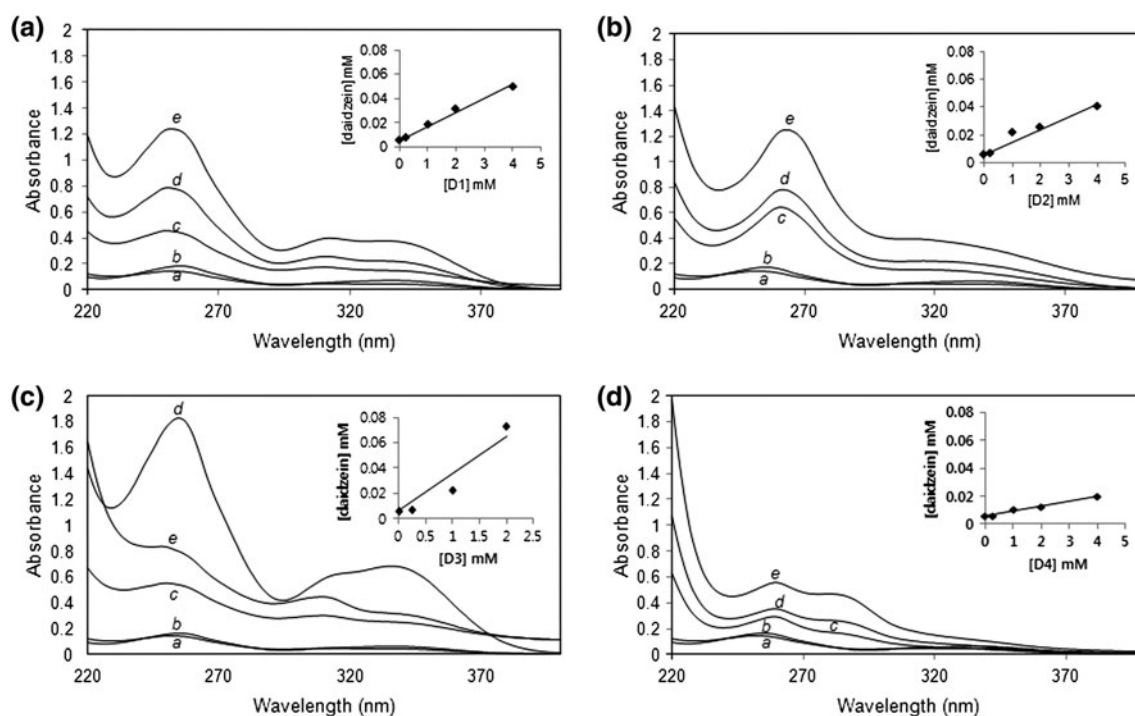 (a)
2
1.8
1.6
1.4
1.2
1
0.8
0.6
0.4
0.2
0
Absorbance
220 270 320 370
Wavelength (nm)
e
d
c
b
a
[daidzein] mM
0.08
0.06
0.04
0.02
0
0 1 2 3 4 5
[D1] mM
(b)
2
1.8
1.6
1.4
1.2
1
0.8
0.6
0.4
0.2
0
Absorbance
220 270 320 370
Wavelength (nm)
e
d
c
b
a
[daidzein] mM
0.08
0.06
0.04
0.02
0
0 1 2 3 4 5
[D2] mM
(c)
2
1.8
1.6
1.4
1.2
1
0.8
0.6
0.4
0.2
0
Absorbance
220 270 320 370
Wavelength (nm)
d
e
c
b
a
[daidzein] mM
0.08
0.06
0.04
0.02
0
0 0.5 1 1.5 2 2.5
[D3] mM
(d)
2
1.8
1.6
1.4
1.2
1
0.8
0.6
0.4
0.2
0
Absorbance
220 270 320 370
Wavelength (nm)
e
d
b c
a
[daidzein] mM
0.08
0.06
0.04
0.02
0
0 1 2 3 4 5
[D4] mM